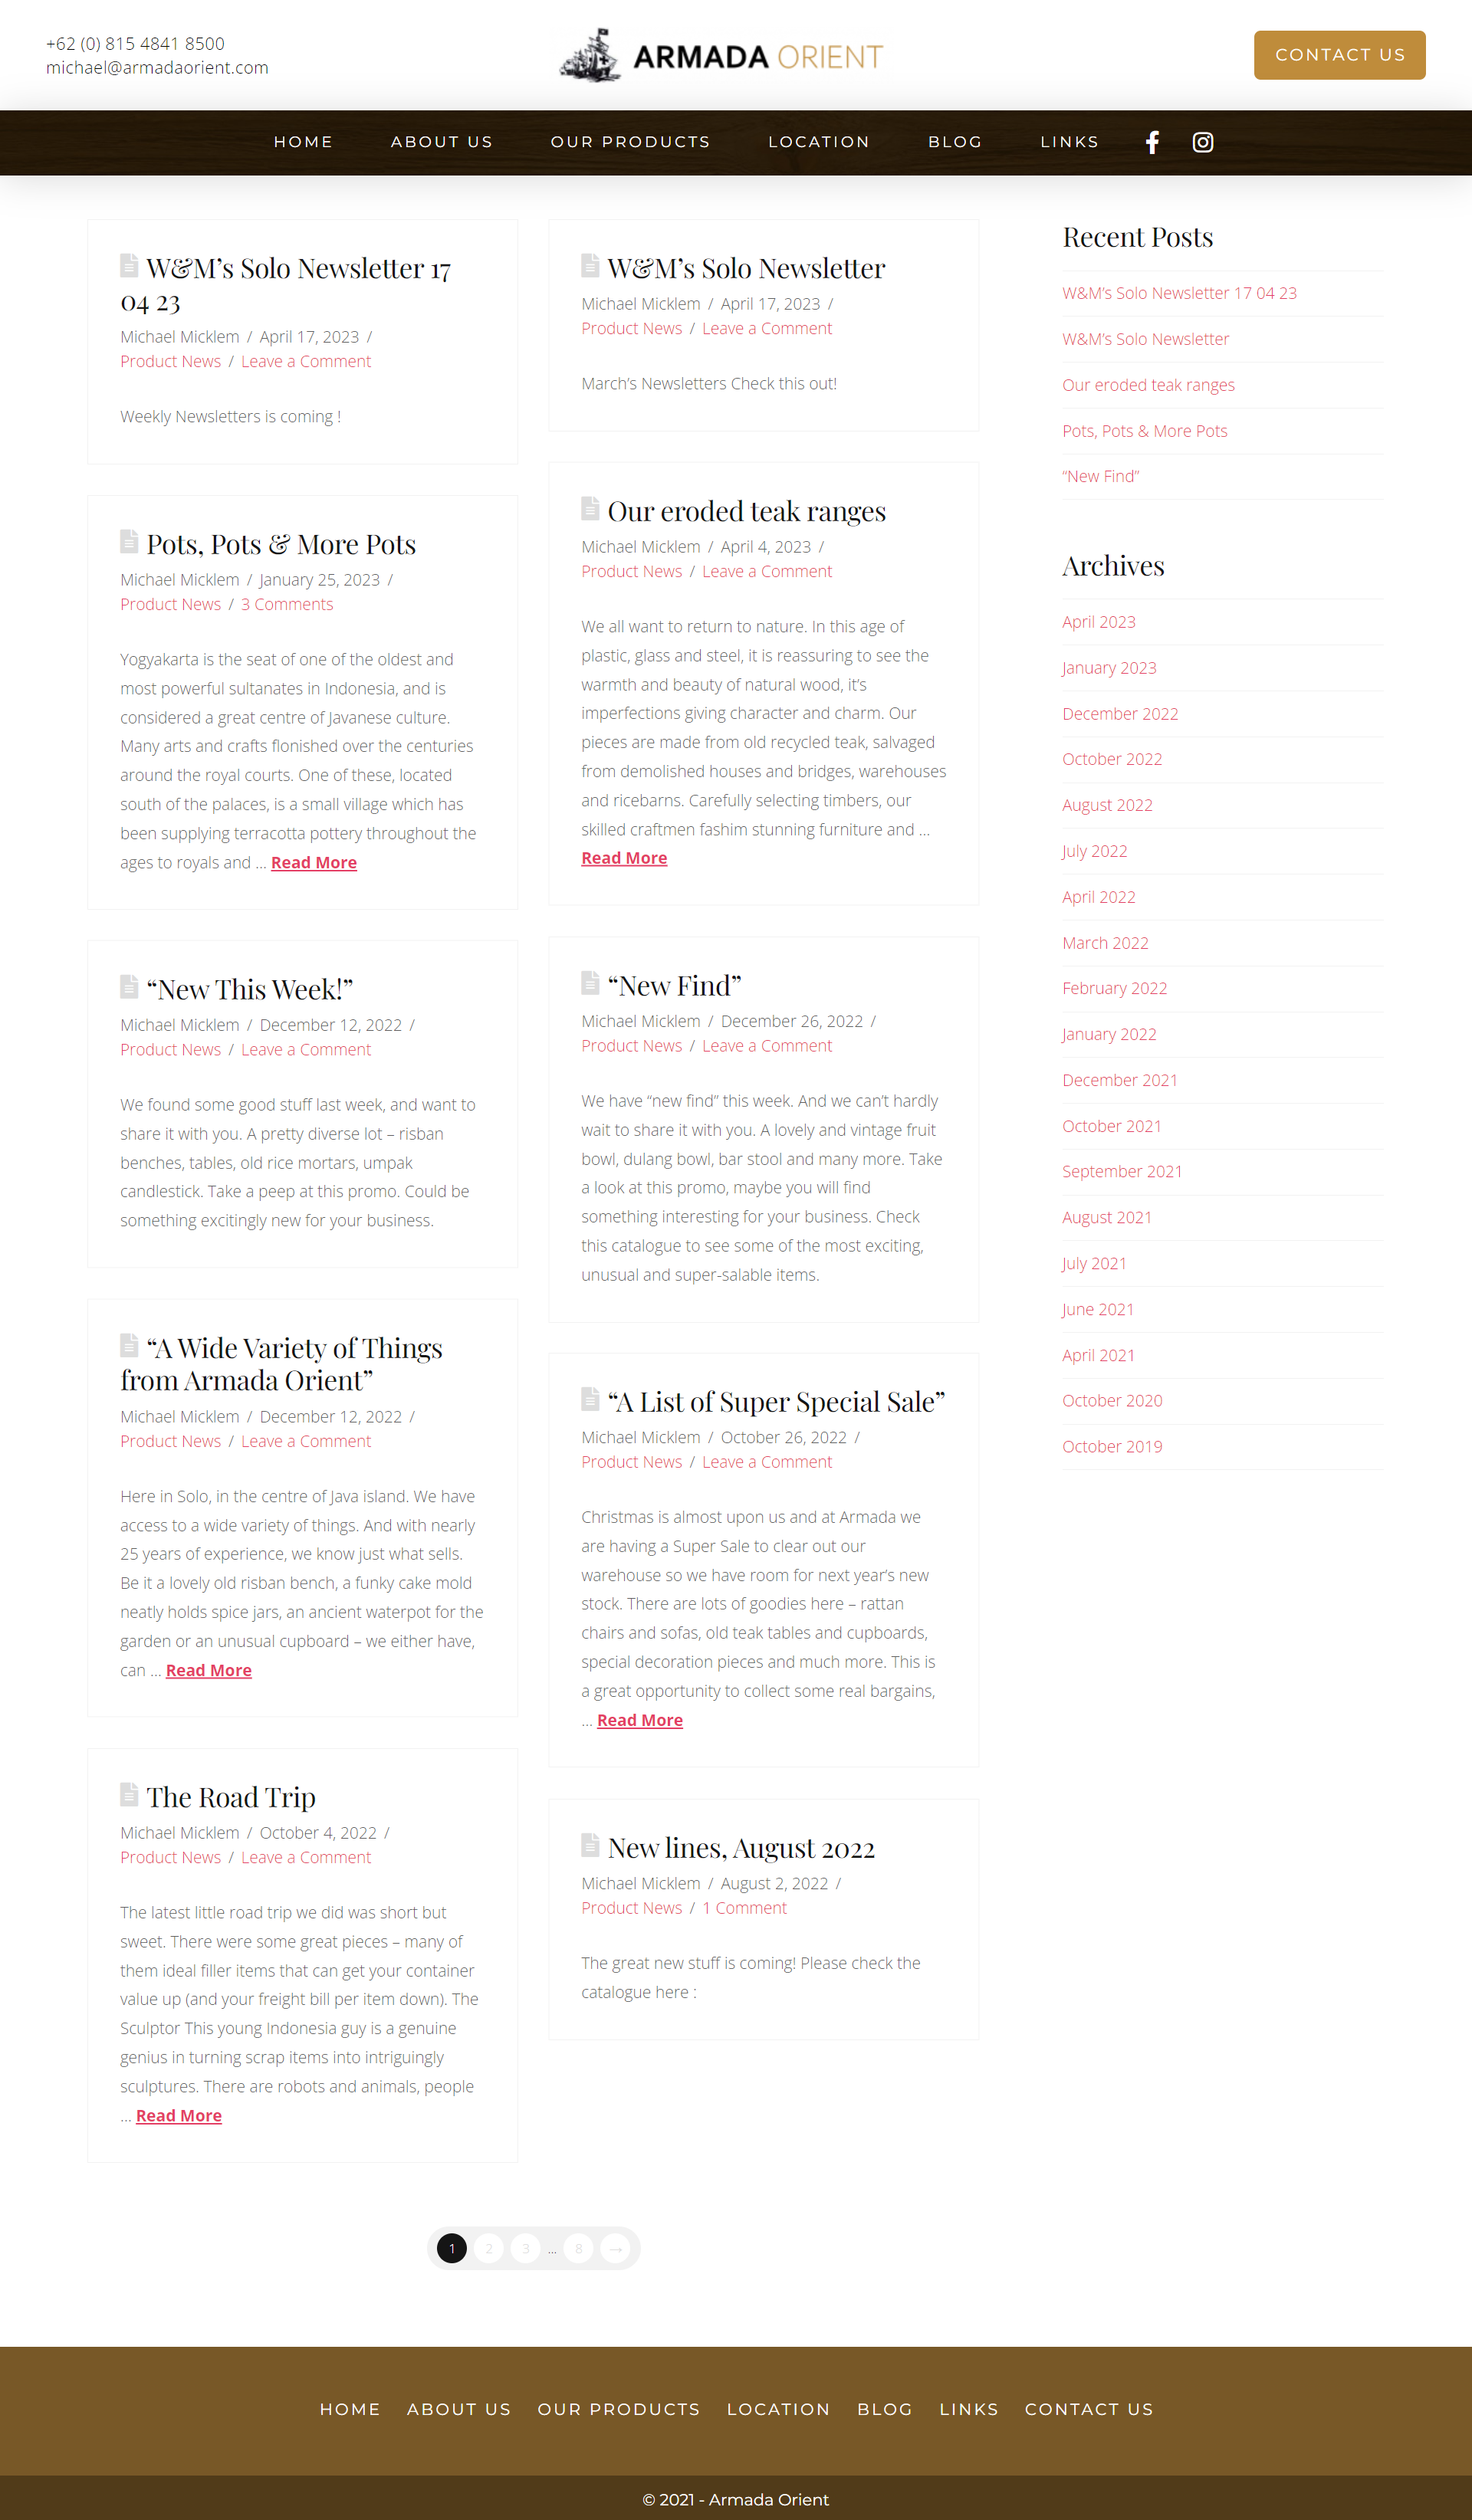 +62 (0) 815 4841 8500
michael@armadaorient.com
ARMADA ORIENT
CONTACT US
HOME ABOUT US OUR PRODUCTS LOCATION BLOG LINKS
W&M’s Solo Newsletter 17
04 23
Michael Micklem / April 17, 2023 /
Product News / Leave a Comment
Weekly Newsletters is coming !
Pots, Pots & More Pots
Michael Micklem / January 25, 2023 /
Product News / 3 Comments
Yogyakarta is the seat of one of the oldest and
most powerful sultanates in Indonesia, and is
considered a great centre of Javanese culture.
Many arts and crafts flonished over the centuries
around the royal courts. One of these, located
south of the palaces, is a small village which has
been supplying terracotta pottery throughout the
ages to royals and ... Read More
“New This Week!”
Michael Micklem / December 12, 2022 /
Product News / Leave a Comment
We found some good stuff last week, and want to
share it with you. A pretty diverse lot – risban
benches, tables, old rice mortars, umpak
candlestick. Take a peep at this promo. Could be
something excitingly new for your business.
“A Wide Variety of Things
from Armada Orient”
Michael Micklem / December 12, 2022 /
Product News / Leave a Comment
Here in Solo, in the centre of Java island. We have
access to a wide variety of things. And with nearly
25 years of experience, we know just what sells.
Be it a lovely old risban bench, a funky cake mold
neatly holds spice jars, an ancient waterpot for the
garden or an unusual cupboard – we either have,
can ... Read More
The Road Trip
Michael Micklem / October 4, 2022 /
Product News / Leave a Comment
The latest little road trip we did was short but
sweet. There were some great pieces – many of
them ideal filler items that can get your container
value up (and your freight bill per item down). The
Sculptor This young Indonesia guy is a genuine
genius in turning scrap items into intriguingly
sculptures. There are robots and animals, people
... Read More
W&M’s Solo Newsletter
Michael Micklem / April 17, 2023 /
Product News / Leave a Comment
March’s Newsletters Check this out!
Our eroded teak ranges
Michael Micklem / April 4, 2023 /
Product News / Leave a Comment
We all want to return to nature. In this age of
plastic, glass and steel, it is reassuring to see the
warmth and beauty of natural wood, it’s
imperfections giving character and charm. Our
pieces are made from old recycled teak, salvaged
from demolished houses and bridges, warehouses
and ricebarns. Carefully selecting timbers, our
skilled craftmen fashim stunning furniture and ...
Read More
“New Find”
Michael Micklem / December 26, 2022 /
Product News / Leave a Comment
We have “new find” this week. And we can’t hardly
wait to share it with you. A lovely and vintage fruit
bowl, dulang bowl, bar stool and many more. Take
a look at this promo, maybe you will find
something interesting for your business. Check
this catalogue to see some of the most exciting,
unusual and super-salable items.
“A List of Super Special Sale”
Michael Micklem / October 26, 2022 /
Product News / Leave a Comment
Christmas is almost upon us and at Armada we
are having a Super Sale to clear out our
warehouse so we have room for next year’s new
stock. There are lots of goodies here – rattan
chairs and sofas, old teak tables and cupboards,
special decoration pieces and much more. This is
a great opportunity to collect some real bargains,
... Read More
New lines, August 2022
Michael Micklem / August 2, 2022 /
Product News / 1 Comment
The great new stuff is coming! Please check the
catalogue here :
Recent Posts
W&M’s Solo Newsletter 17 04 23
W&M’s Solo Newsletter
Our eroded teak ranges
Pots, Pots & More Pots
“New Find”
Archives
April 2023
January 2023
December 2022
October 2022
August 2022
July 2022
April 2022
March 2022
February 2022
January 2022
December 2021
October 2021
September 2021
August 2021
July 2021
June 2021
April 2021
October 2020
October 2019
1 2 3 ... 8 →
HOME ABOUT US OUR PRODUCTS LOCATION BLOG LINKS CONTACT US
© 2021 - Armada Orient